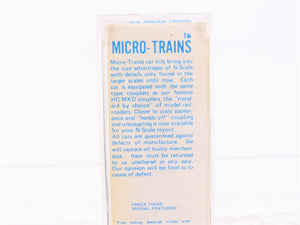 TM
MICRO-TRAINS
Micro-Trains car kits bring you
the size advantages of N-Scale
with details only found in the
larger scales until now. Each
car is equipped with the same
type couplers as our famous
HO MKD couplers, the "stand-
ard by choice" of model rail-
roaders. Closer to scale appear-
ance and "hands off" coupling
and uncoupling is now available
for your N-Scale layout.
All cars are guaranteed against
defects of manufacture. We
will replace all faulty merchan-
dise. Item must be returned
to us unaltered in any way.
Our opinion will be final as to
cause of defect.
CHECK THESE
SPECIAL FEATURES!
Free rolling, detailed trucks with